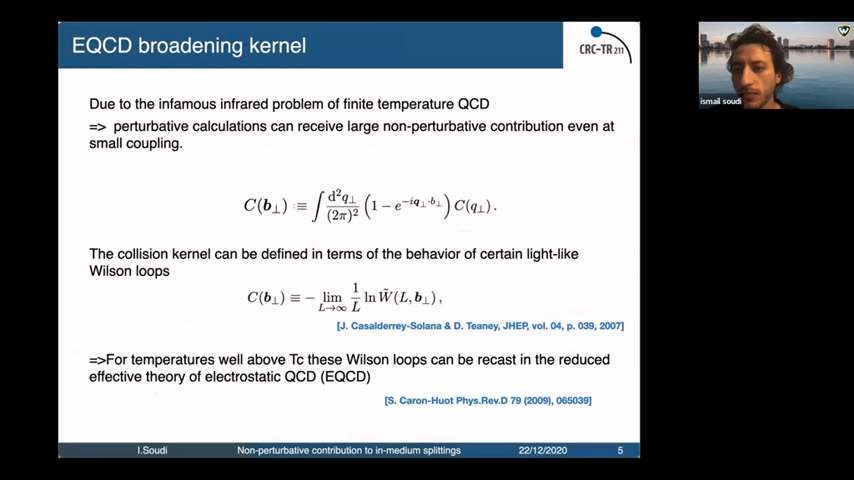 EQCD broadening kernel
CRC-TR 211
Due to the infamous infrared problem of finite temperature QCD
=> perturbative calculations can receive large non-perturbative contribution even at
small coupling.
C(b⊥) ≡ ∫ d²q⊥/(2π)² (1 − e^{−iq⊥·b⊥}) C(q⊥).
The collision kernel can be defined in terms of the behavior of certain light-like
Wilson loops
C(b⊥) ≡ − lim_{L→∞} 1/L ln W̃(L, b⊥),
[J. Casalderrey-Solana & D. Teaney, JHEP, vol. 04, p. 039, 2007]
=>For temperatures well above Tc these Wilson loops can be recast in the reduced
effective theory of electrostatic QCD (EQCD)
[S. Caron-Huot Phys.Rev.D 79 (2009), 065039]
I.Soudi Non-perturbative contribution to in-medium splittings 22/12/2020 5
ismail soudi
W